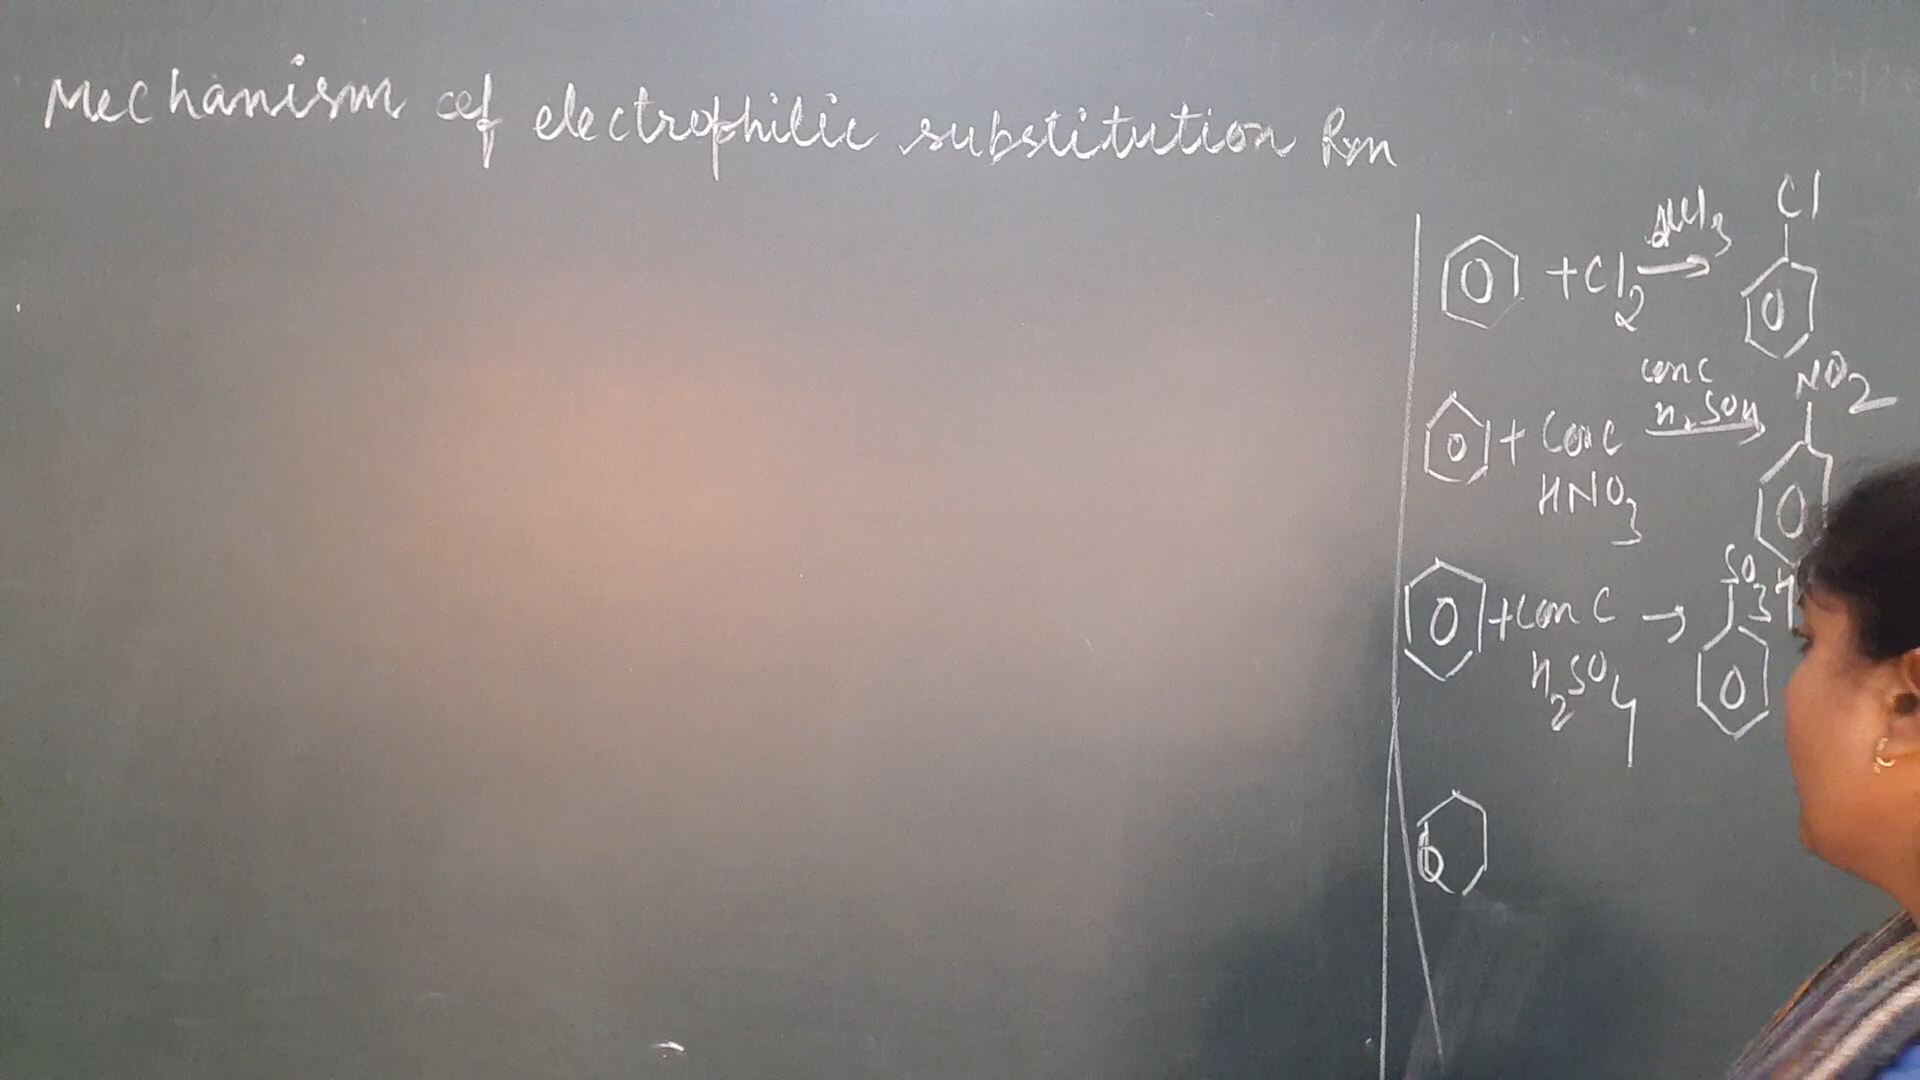 Mechanism of electrophilic substitution Rxn
+ Cl2 AlCl3 → Cl
+ Conc HNO3 conc H2SO4 → NO2
+ Conc H2SO4 → SO3H